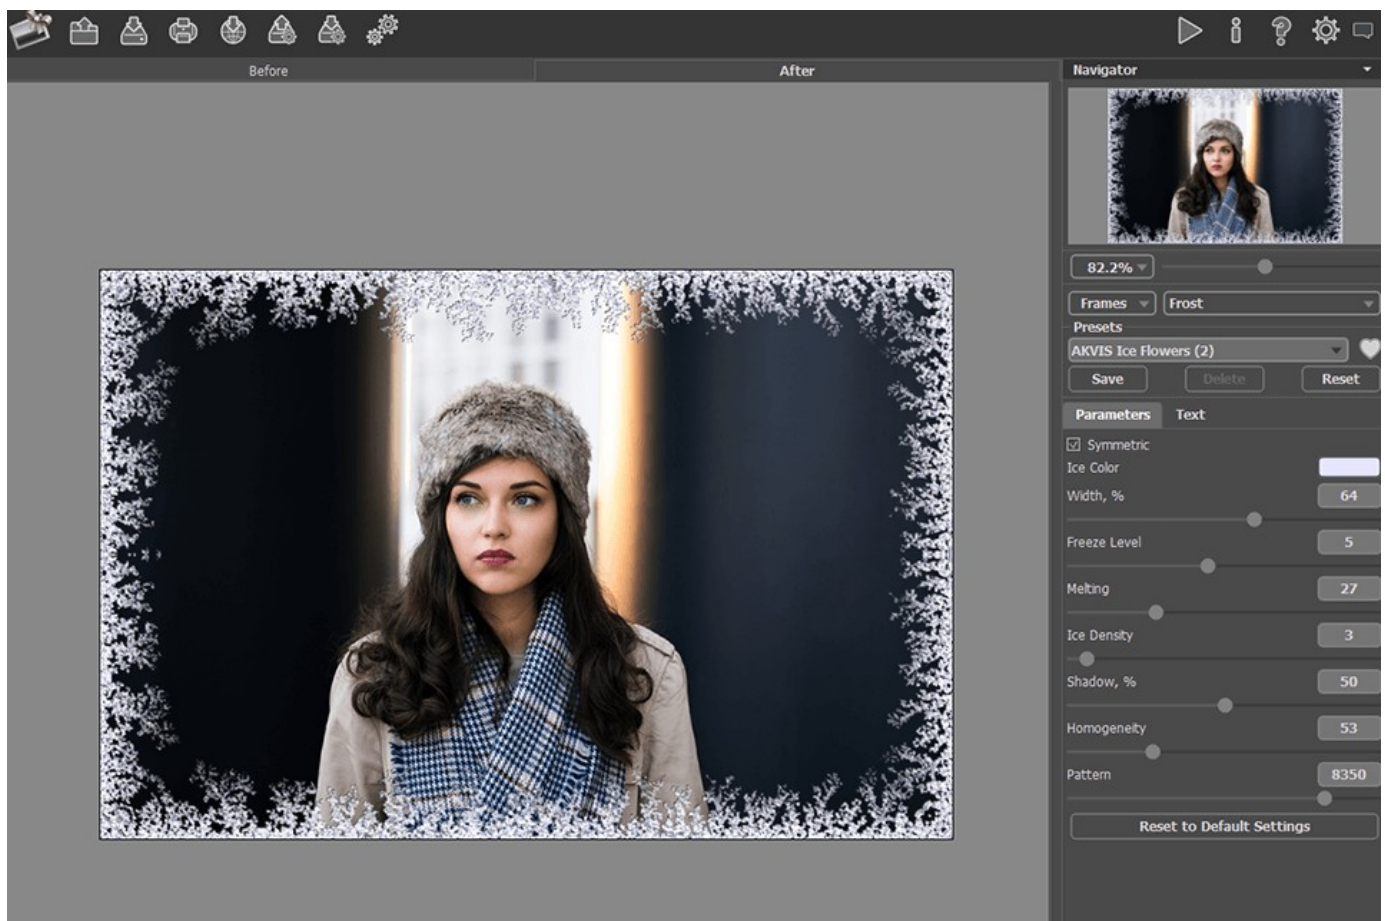 Before
After
Navigator
82.2%
Frames
Frost
Presets
AKVIS Ice Flowers (2)
Save
Delete
Reset
Parameters
Text
Symmetric
Ice Color
Width, %
64
Freeze Level
5
Melting
27
Ice Density
3
Shadow, %
50
Homogeneity
53
Pattern
8350
Reset to Default Settings